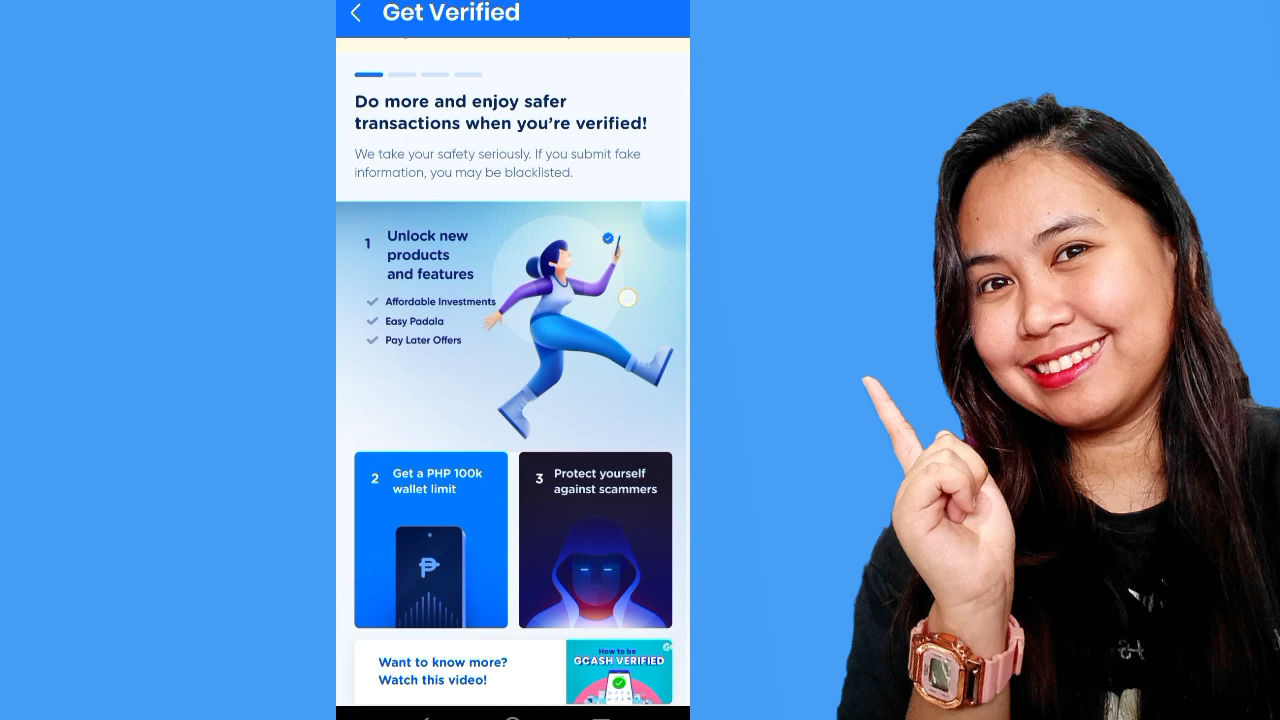 Get Verified
Do more and enjoy safer
transactions when you're verified!
We take your safety seriously. If you submit fake
information, you may be blacklisted.
1 Unlock new
products
and features
Affordable Investments
Easy Padala
Pay Later Offers
2 Get a PHP 100k
wallet limit
3 Protect yourself
against scammers
Want to know more?
Watch this video!
How to be
GCASH VERIFIED